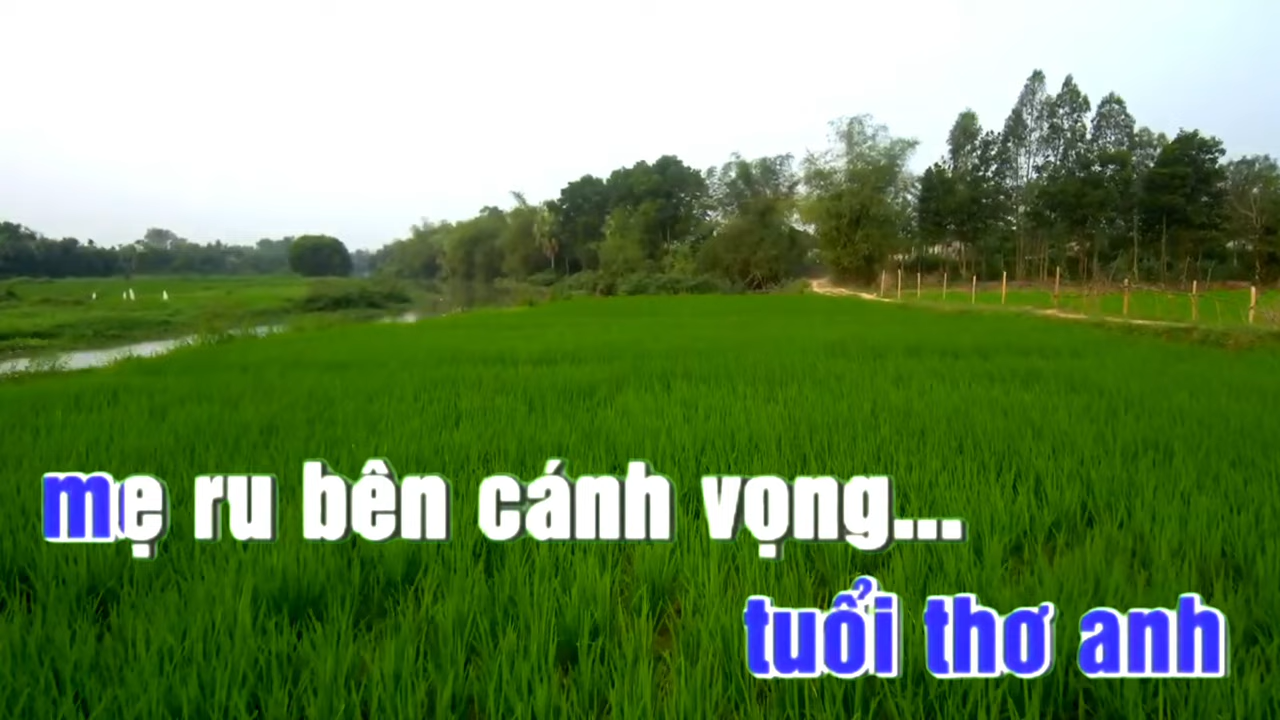 mẹ ru bên cánh vọng...
tuổi thơ anh